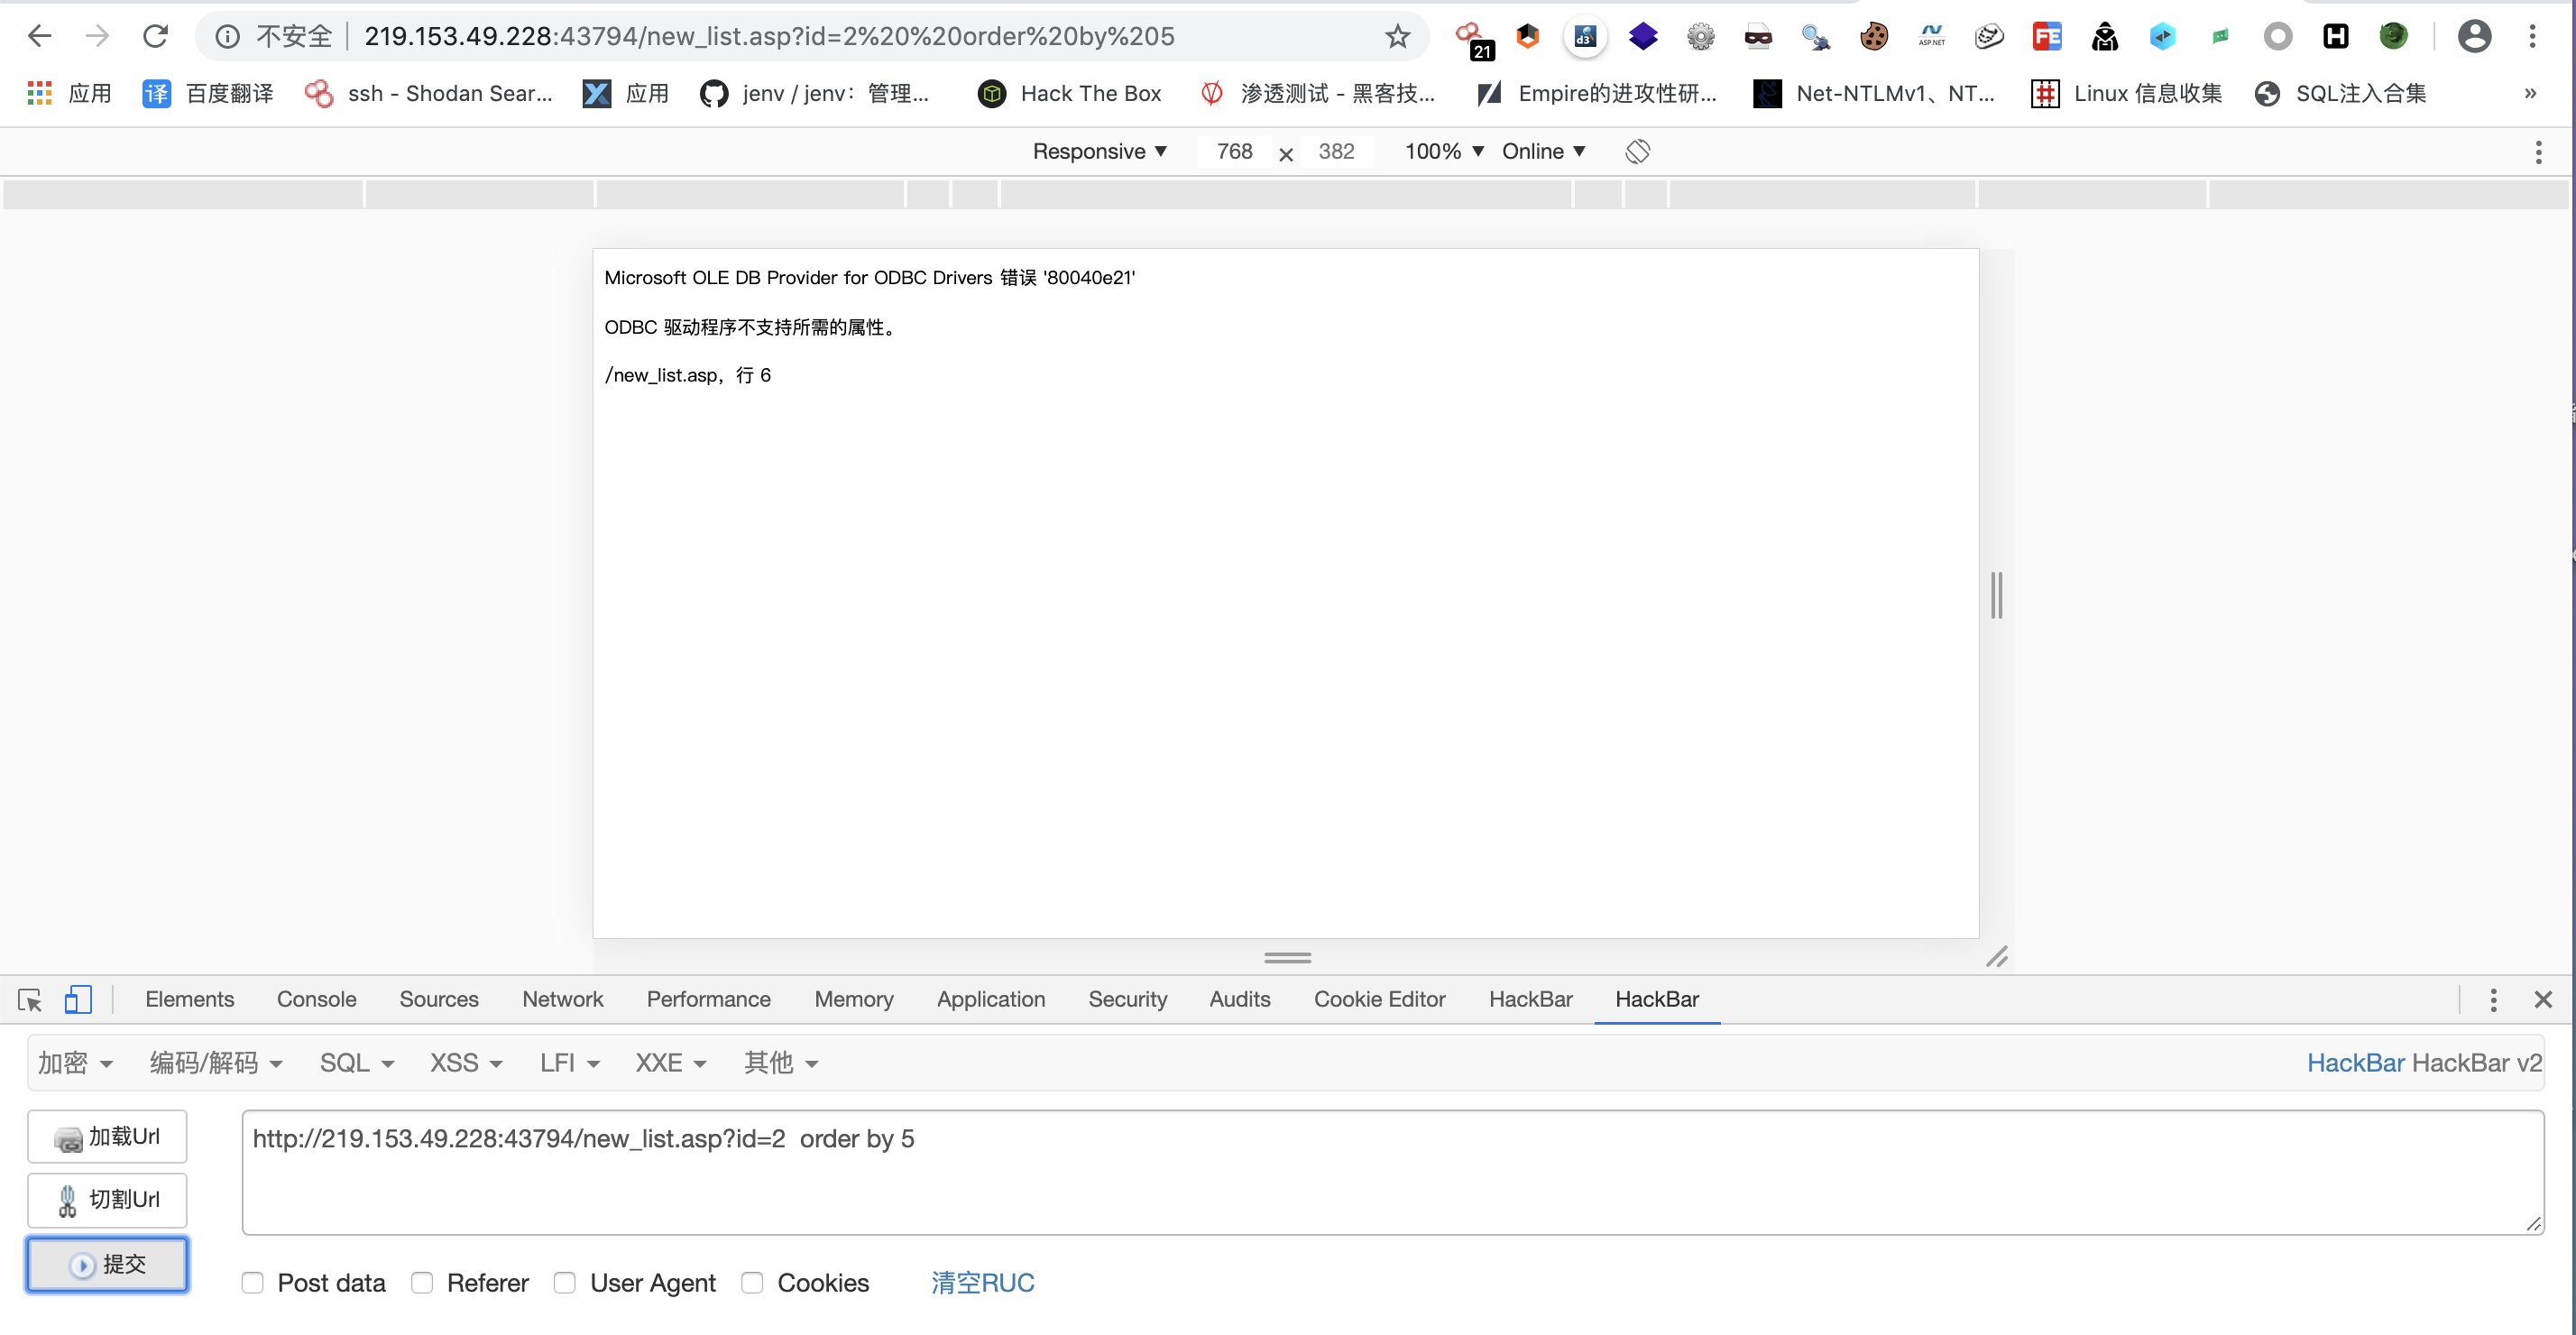 不安全 219.153.49.228:43794/new_list.asp?id=2%20%20order%20by%205
21
d3
ASP.NET
FE
H
应用 译 百度翻译 ssh - Shodan Sear... 应用 jenv / jenv：管理... Hack The Box 渗透测试 - 黑客技... Empire的进攻性研... Net-NTLMv1、NT... Linux 信息收集 SQL注入合集 »
Responsive 768 × 382 100% Online
Microsoft OLE DB Provider for ODBC Drivers 错误 '80040e21'
ODBC 驱动程序不支持所需的属性。
/new_list.asp，行 6
Elements Console Sources Network Performance Memory Application Security Audits Cookie Editor HackBar HackBar
加密 编码/解码 SQL XSS LFI XXE 其他 HackBar HackBar v2
加载Url
http://219.153.49.228:43794/new_list.asp?id=2  order by 5
切割Url
提交
Post data Referer User Agent Cookies 清空RUC